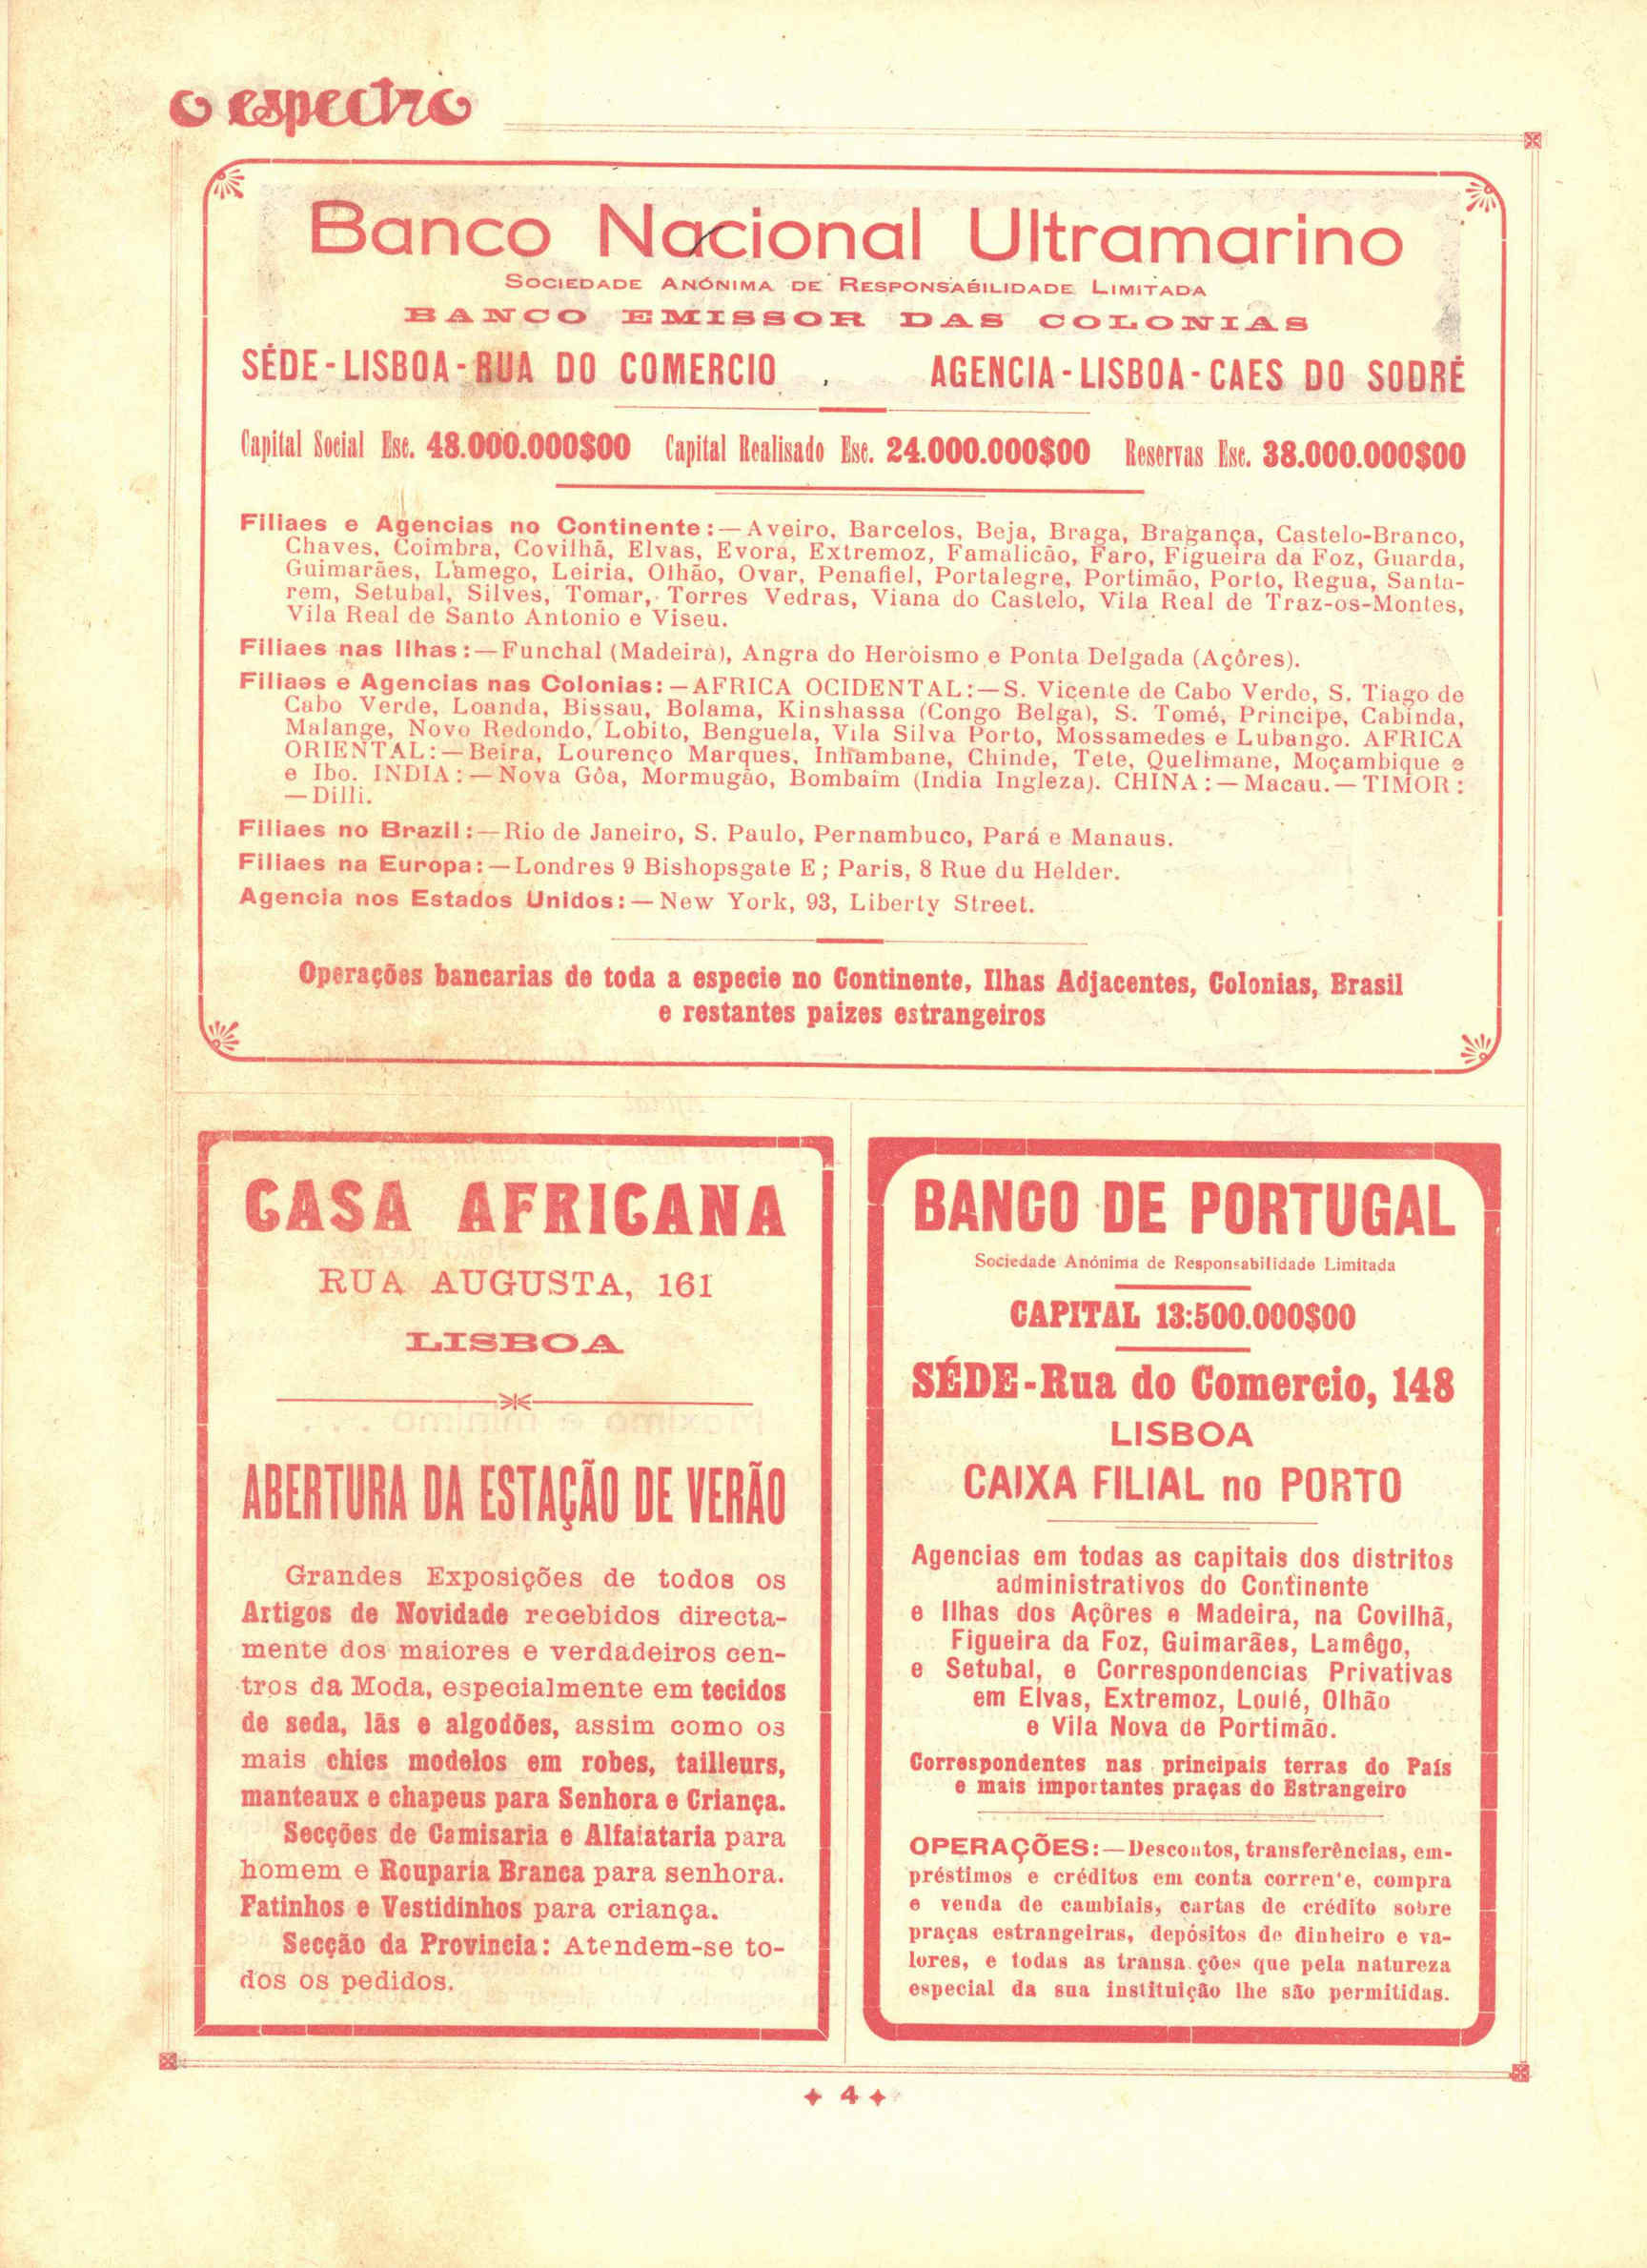 o espectro
Banco Nacional Ultramarino
Sociedade Anónima de Responsabilidade Limitada
BANCO EMISSOR DAS COLONIAS
SÉDE-LISBOA-RUA DO COMERCIO
AGENCIA-LISBOA-CAES DO SODRÉ
Capital Social Esc. 48.000.000$00 Capital Realisado Esc. 24.000.000$00 Reservas Esc. 38.000.000$00
Filiaes e Agencias no Continente:—Aveiro, Barcelos, Beja, Braga, Bragança, Castelo-Branco,
Chaves, Coimbra, Covilhã, Elvas, Evora, Extremoz, Famalicão, Faro, Figueira da Foz, Guarda,
Guimarães, Lamego, Leiria, Olhão, Ovar, Penafiel, Portalegre, Portimão, Porto, Regua, Santa-
rem, Setubal, Silves, Tomar, Torres Vedras, Viana do Castelo, Vila Real de Traz-os-Montes,
Vila Real de Santo Antonio e Viseu.
Filiaes nas Ilhas:—Funchal (Madeira), Angra do Heroismo e Ponta Delgada (Açôres).
Filiaes e Agencias nas Colonias:—AFRICA OCIDENTAL:—S. Vicente de Cabo Verde, S. Tiago de
Cabo Verde, Loanda, Bissau, Bolama, Kinshassa (Congo Belga), S. Tomé, Principe, Cabinda,
Malange, Novo Redondo, Lobito, Benguela, Vila Silva Porto, Mossamedes e Lubango. AFRICA
ORIENTAL:—Beira, Lourenço Marques, Inhambane, Chinde, Tete, Quelimane, Moçambique e
e Ibo. INDIA:—Nova Gôa, Mormugão, Bombaim (India Ingleza). CHINA:—Macau.—TIMOR:
—Dilli.
Filiaes no Brazil:—Rio de Janeiro, S. Paulo, Pernambuco, Pará e Manaus.
Filiaes na Europa:—Londres 9 Bishopsgate E; Paris, 8 Rue du Helder.
Agencia nos Estados Unidos:—New York, 93, Liberty Street.
Operações bancarias de toda a especie no Continente, Ilhas Adjacentes, Colonias, Brasil
e restantes paizes estrangeiros
CASA AFRICANA
RUA AUGUSTA, 161
LISBOA
ABERTURA DA ESTAÇÃO DE VERÃO
Grandes Exposições de todos os
Artigos de Novidade recebidos directa-
mente dos maiores e verdadeiros cen-
tros da Moda, especialmente em tecidos
de seda, lãs e algodões, assim como os
mais chics modelos em robes, tailleurs,
manteaux e chapeus para Senhora e Criança.
Secções de Camisaria e Alfaiataria para
homem e Rouparia Branca para senhora.
Fatinhos e Vestidinhos para criança.
Secção da Provincia: Atendem-se to-
dos os pedidos.
BANCO DE PORTUGAL
Sociedade Anónima de Responsabilidade Limitada
CAPITAL 13:500.000$00
SÉDE-Rua do Comercio, 148
LISBOA
CAIXA FILIAL no PORTO
Agencias em todas as capitais dos distritos
administrativos do Continente
e Ilhas dos Açôres e Madeira, na Covilhã,
Figueira da Foz, Guimarães, Lamêgo,
e Setubal, e Correspondencias Privativas
em Elvas, Extremoz, Loulé, Olhão
e Vila Nova de Portimão.
Correspondentes nas principais terras do País
e mais importantes praças do Estrangeiro
OPERAÇÕES:—Descontos, transferências, em-
préstimos e créditos em conta corren'e, compra
e venda de cambiais, cartas de crédito sobre
praças estrangeiras, depósitos de dinheiro e va-
lores, e todas as transa.ções que pela natureza
especial da sua instituição lhe são permitidas.
4